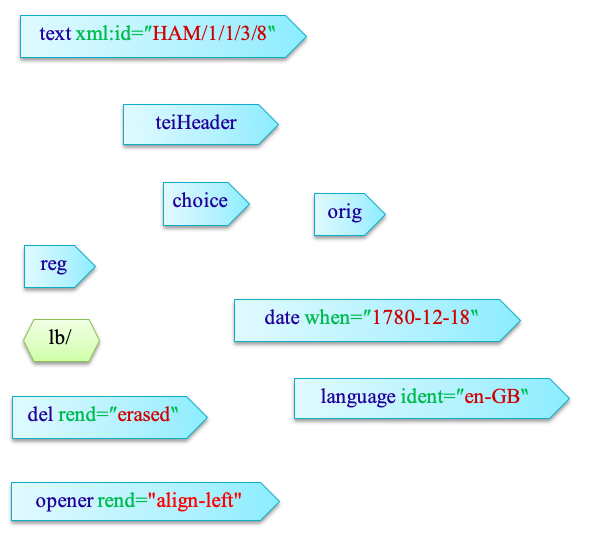 text xml:id="HAM/1/1/3/8"
teiHeader
choice
orig
reg
date when="1780-12-18"
lb/
language ident="en-GB"
del rend="erased"
opener rend="align-left"